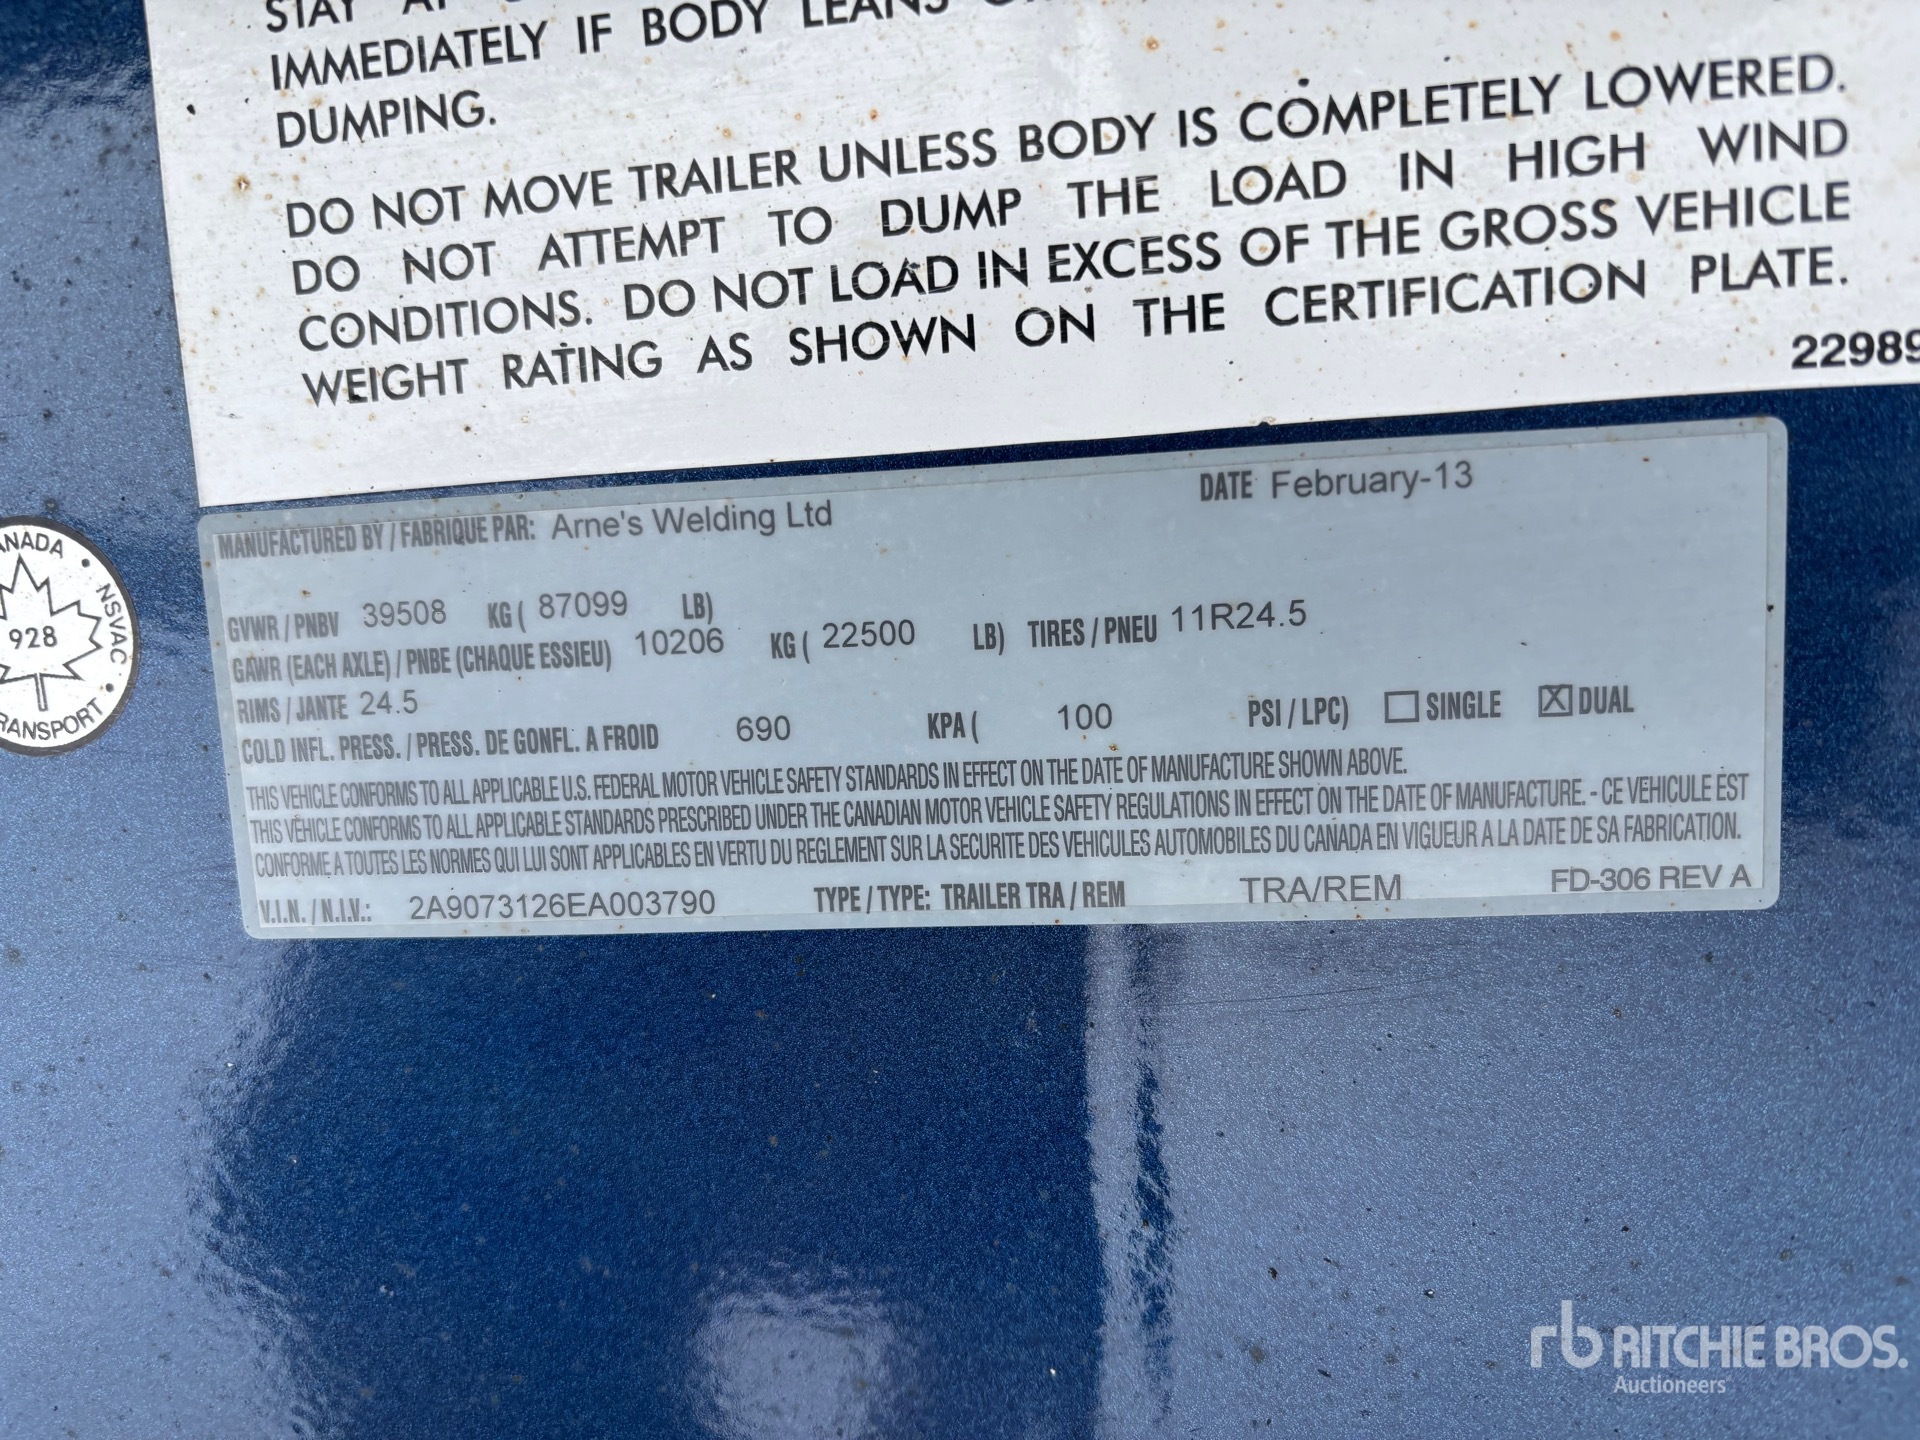 STAY AT
IMMEDIATELY IF BODY LEANS
DUMPING.
DO NOT MOVE TRAILER UNLESS BODY IS COMPLETELY LOWERED.
DO NOT ATTEMPT TO DUMP THE LOAD IN HIGH WIND
CONDITIONS. DO NOT LOAD IN EXCESS OF THE GROSS VEHICLE
WEIGHT RATING AS SHOWN ON THE CERTIFICATION PLATE.
22989
MANUFACTURED BY / FABRIQUE PAR: Arne's Welding Ltd DATE February-13
GVWR / PNBV 39508 KG ( 87099 LB)
GAWR (EACH AXLE) / PNBE (CHAQUE ESSIEU) 10206 KG ( 22500 LB) TIRES / PNEU 11R24.5
RIMS / JANTE 24.5
COLD INFL. PRESS. / PRESS. DE GONFL. A FROID 690 KPA ( 100 PSI / LPC) SINGLE X DUAL
THIS VEHICLE CONFORMS TO ALL APPLICABLE U.S. FEDERAL MOTOR VEHICLE SAFETY STANDARDS IN EFFECT ON THE DATE OF MANUFACTURE SHOWN ABOVE.
THIS VEHICLE CONFORMS TO ALL APPLICABLE STANDARDS PRESCRIBED UNDER THE CANADIAN MOTOR VEHICLE SAFETY REGULATIONS IN EFFECT ON THE DATE OF MANUFACTURE. - CE VEHICULE EST
CONFORME A TOUTES LES NORMES QUI LUI SONT APPLICABLES EN VERTU DU REGLEMENT SUR LA SECURITE DES VEHICULES AUTOMOBILES DU CANADA EN VIGUEUR A LA DATE DE SA FABRICATION.
V.I.N. / N.I.V.: 2A9073126EA003790 TYPE / TYPE: TRAILER TRA / REM TRA/REM FD-306 REV A
ANADA • NSVAC •
928
RANSPORT
rb RITCHIE BROS.
Auctioneers